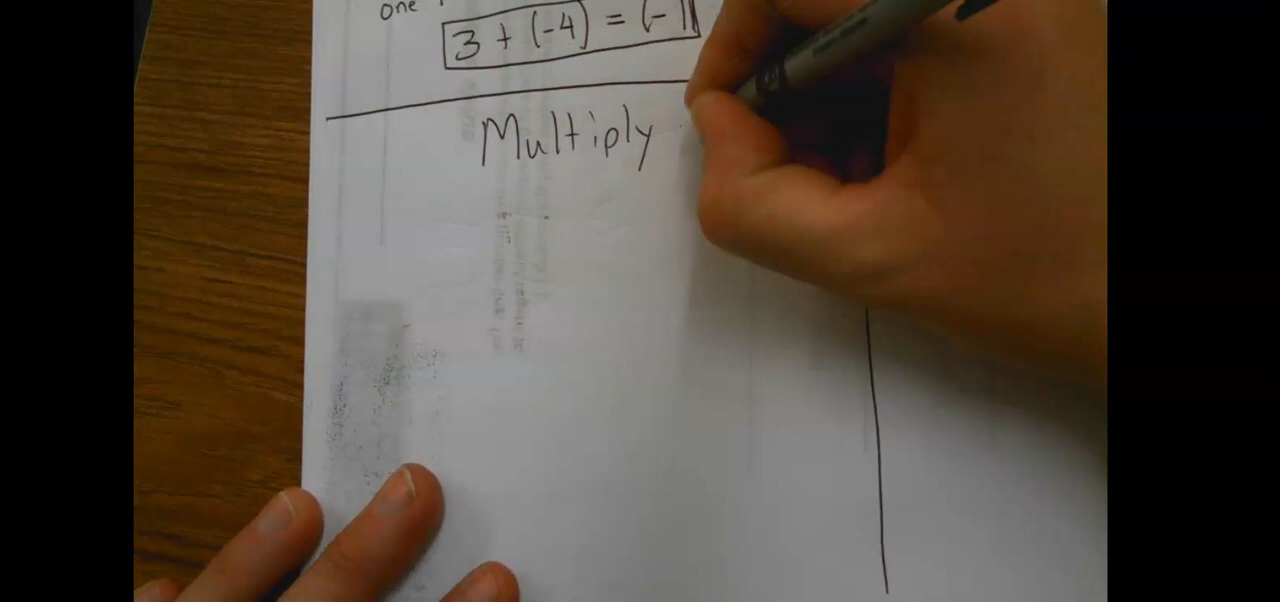 one
3 + (-4) = (-1)
Multiply